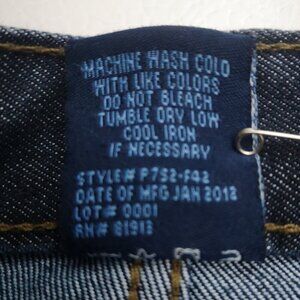 MACHINE WASH COLD
WITH LIKE COLORS
DO NOT BLEACH
TUMBLE DRY LOW
COOL IRON
IF NECESSARY
STYLE# P752-F42
DATE OF MFG JAN 2012
LOT# 0001
RN# 81913